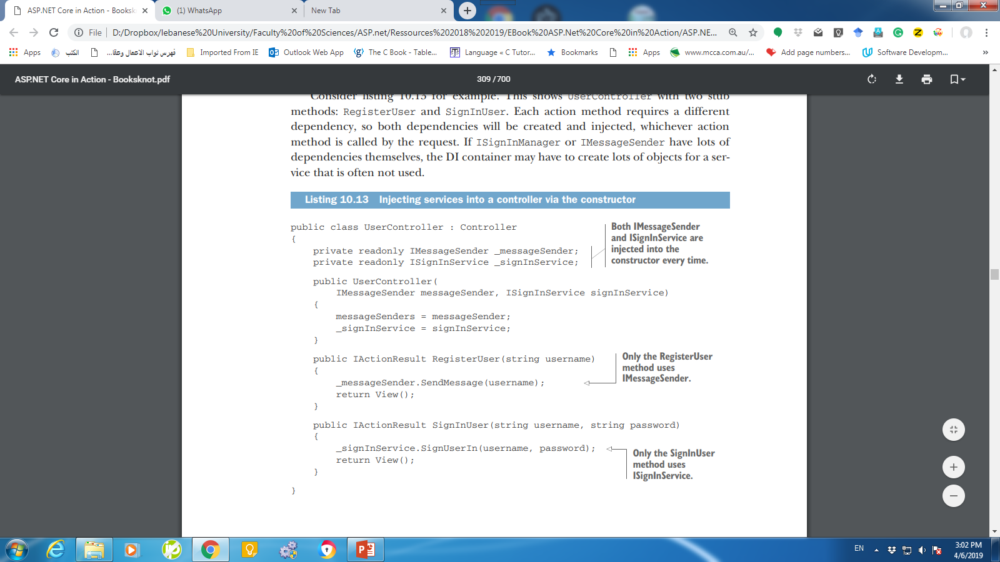 ASP.NET Core in Action - Booksk
(1) WhatsApp
New Tab
File | D:/Dropbox/lebanese%20University/Faculty%20of%20Sciences/ASP.net/Ressources%202018%202019/EBook%20ASP.Net%20Core%20in%20Action/ASP.NE...
Apps
الكتب
فهرس ثواب الاعمال وعقا...
Imported From IE
Outlook Web App
The C Book - Table...
Language « C Tutor...
Bookmarks
Apps
www.mcca.com.au/...
Add page numbers...
Software Developm...
»
ASP.NET Core in Action - Booksknot.pdf
309 / 700
Consider listing 10.13 for example. This shows UserController with two stub
methods: RegisterUser and SignInUser. Each action method requires a different
dependency, so both dependencies will be created and injected, whichever action
method is called by the request. If ISignInManager or IMessageSender have lots of
dependencies themselves, the DI container may have to create lots of objects for a ser-
vice that is often not used.
Listing 10.13 Injecting services into a controller via the constructor
public class UserController : Controller
{
private readonly IMessageSender _messageSender;
private readonly ISignInService _signInService;
Both IMessageSender
and ISignInService are
injected into the
constructor every time.
public UserController(
IMessageSender messageSender, ISignInService signInService)
{
messageSenders = messageSender;
_signInService = signInService;
}
public IActionResult RegisterUser(string username)
{
_messageSender.SendMessage(username);
return View();
}
Only the RegisterUser
method uses
IMessageSender.
public IActionResult SignInUser(string username, string password)
{
_signInService.SignUserIn(username, password);
return View();
}
Only the SignInUser
method uses
ISignInService.
}
EN
3:02 PM
4/6/2019